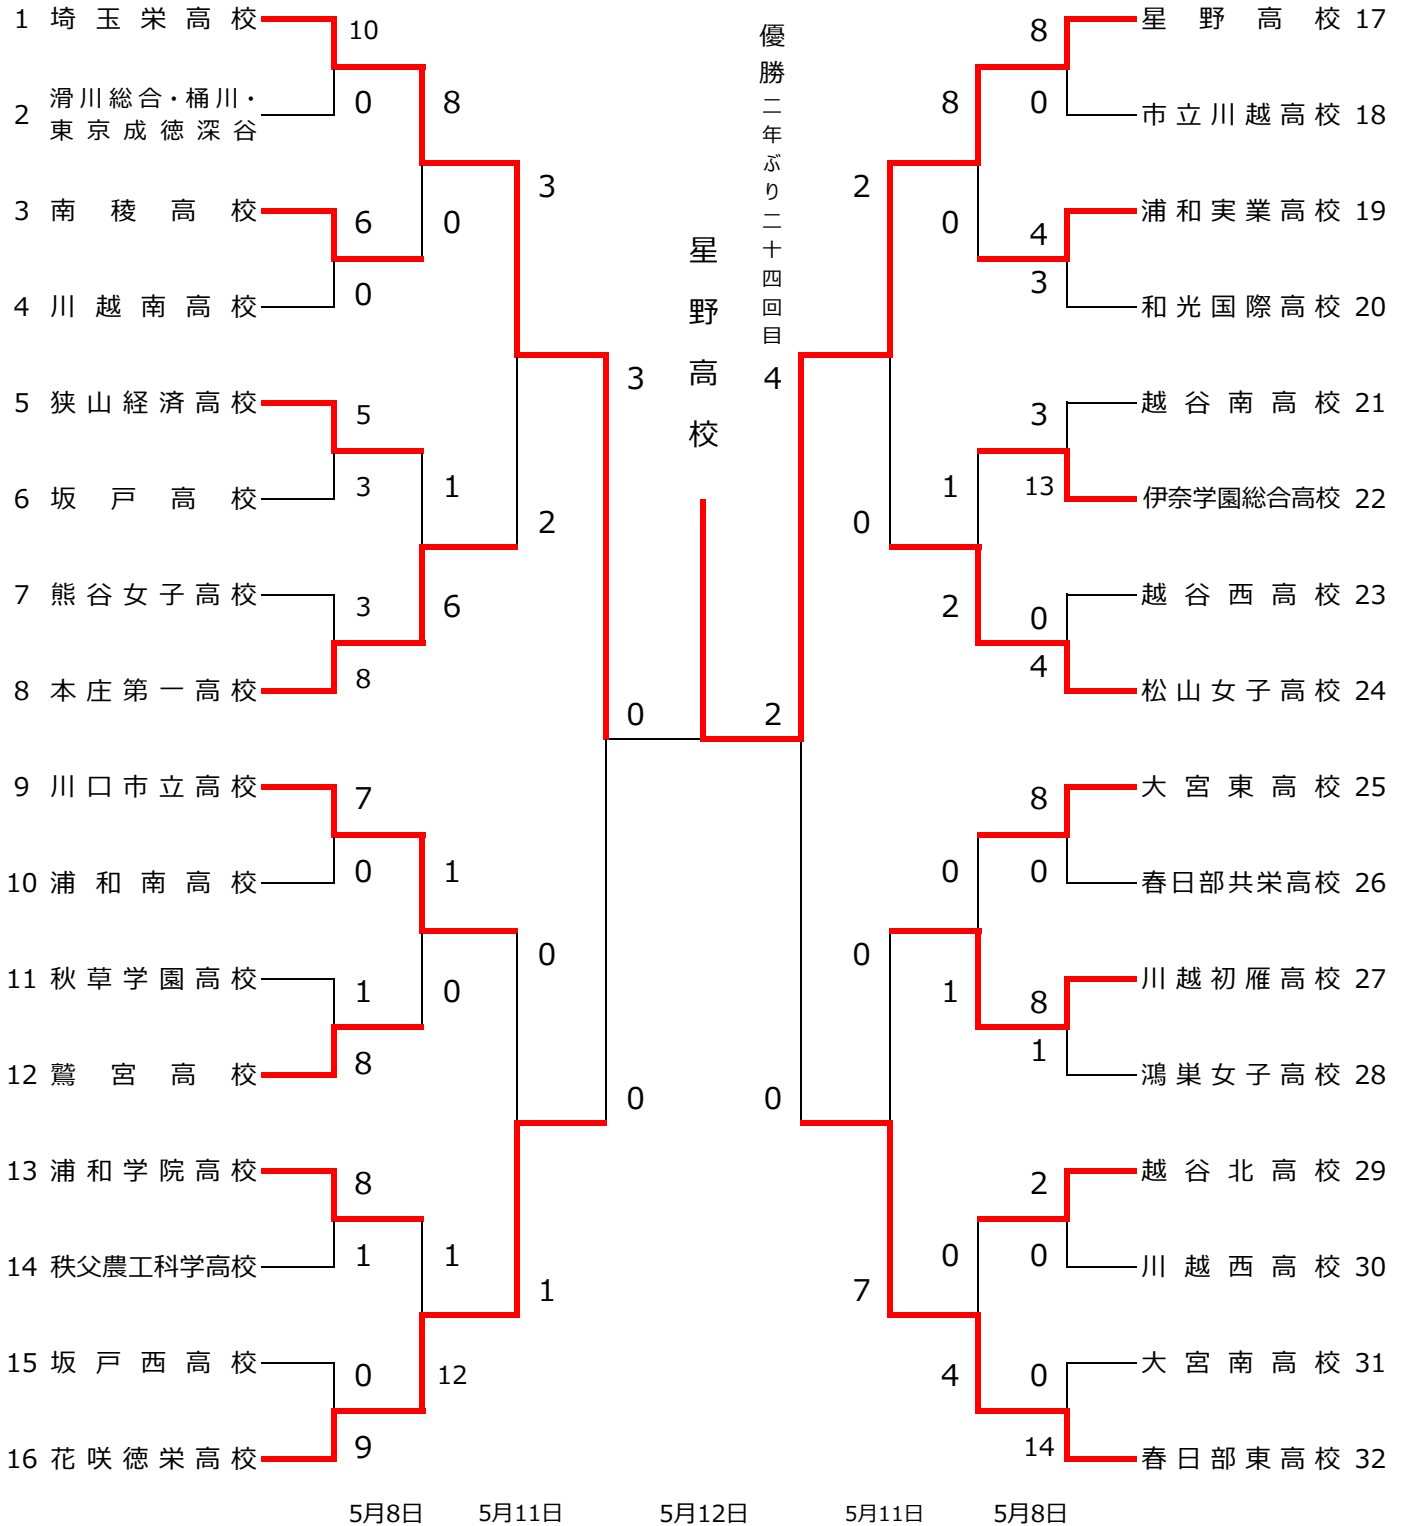 優勝 二年ぶり二十四回目
星野高校
1 埼玉栄高校
10
2 滑川総合・桶川・
東京成徳深谷
0
8
3 南稜高校
6
0
3
4 川越南高校
0
5 狭山経済高校
5
3
6 坂戸高校
3
1
2
7 熊谷女子高校
3
6
8 本庄第一高校
8
0
9 川口市立高校
7
10 浦和南高校
0
1
0
11 秋草学園高校
1
0
12 鷲宮高校
8
0
13 浦和学院高校
8
14 秩父農工科学高校
1
1
1
15 坂戸西高校
0
12
16 花咲徳栄高校
9
8
星野高校 17
8
0
市立川越高校 18
2
0
4
浦和実業高校 19
3
和光国際高校 20
4
3
越谷南高校 21
0
1
13
伊奈学園総合高校 22
2
0
越谷西高校 23
4
松山女子高校 24
2
8
大宮東高校 25
0
0
春日部共栄高校 26
0
1
8
川越初雁高校 27
1
鴻巣女子高校 28
0
2
越谷北高校 29
7
0
0
川越西高校 30
4
0
大宮南高校 31
14
春日部東高校 32
5月8日 5月11日 5月12日 5月11日 5月8日